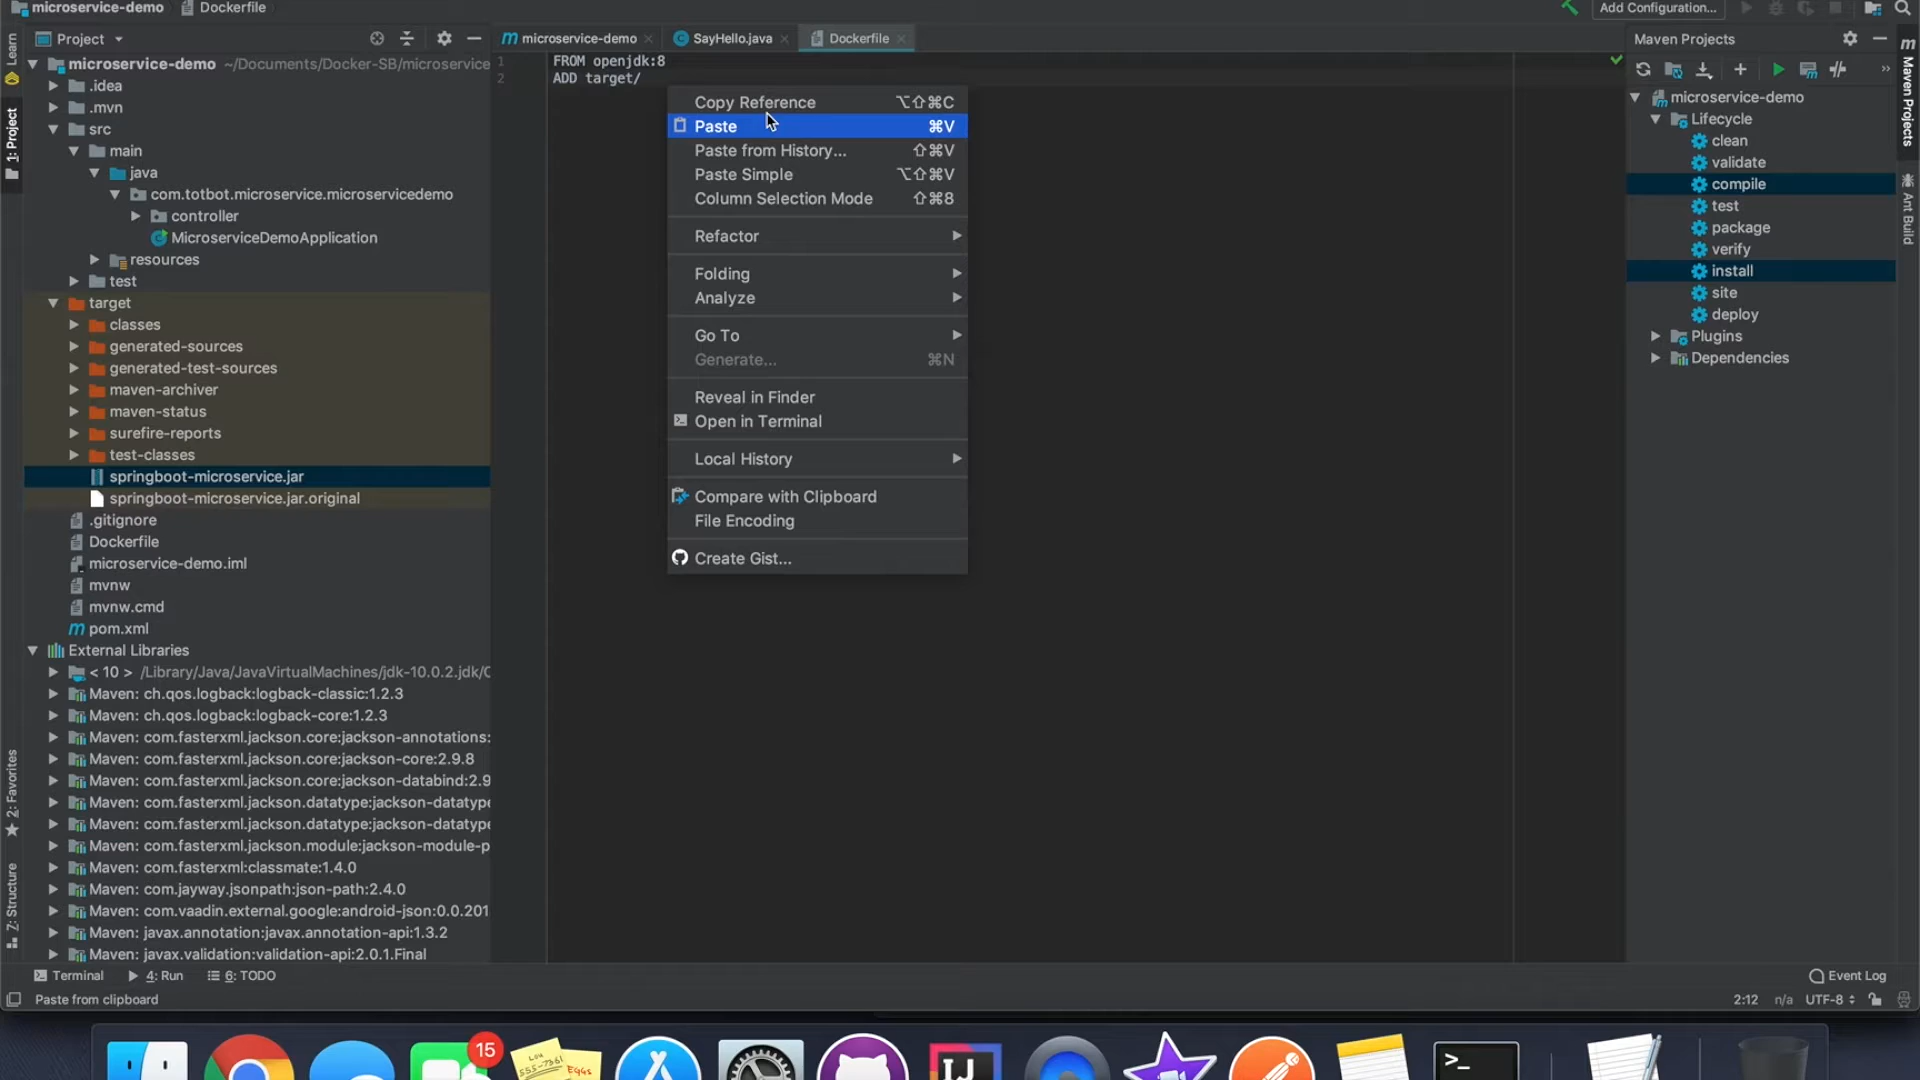 microservice-demo
Dockerfile
Add Configuration...
Learn
Project
microservice-demo
SayHello.java
Dockerfile
Maven Projects
1: Project
microservice-demo ~/Documents/Docker-SB/microservice
.idea
.mvn
src
main
java
com.totbot.microservice.microservicedemo
controller
MicroserviceDemoApplication
resources
test
target
classes
generated-sources
generated-test-sources
maven-archiver
maven-status
surefire-reports
test-classes
springboot-microservice.jar
springboot-microservice.jar.original
.gitignore
Dockerfile
microservice-demo.iml
mvnw
mvnw.cmd
pom.xml
External Libraries
< 10 > /Library/Java/JavaVirtualMachines/jdk-10.0.2.jdk/C
Maven: ch.qos.logback:logback-classic:1.2.3
Maven: ch.qos.logback:logback-core:1.2.3
Maven: com.fasterxml.jackson.core:jackson-annotations:
Maven: com.fasterxml.jackson.core:jackson-core:2.9.8
Maven: com.fasterxml.jackson.core:jackson-databind:2.9
Maven: com.fasterxml.jackson.datatype:jackson-datatype
Maven: com.fasterxml.jackson.datatype:jackson-datatype
Maven: com.fasterxml.jackson.module:jackson-module-p
Maven: com.fasterxml:classmate:1.4.0
Maven: com.jayway.jsonpath:json-path:2.4.0
Maven: com.vaadin.external.google:android-json:0.0.201
Maven: javax.annotation:javax.annotation-api:1.3.2
Maven: javax.validation:validation-api:2.0.1.Final
2: Favorites
Z: Structure
1 FROM openjdk:8
2 ADD target/
Copy Reference ⌥⇧⌘C
Paste ⌘V
Paste from History... ⇧⌘V
Paste Simple ⌥⇧⌘V
Column Selection Mode ⇧⌘8
Refactor
Folding
Analyze
Go To
Generate... ⌘N
Reveal in Finder
Open in Terminal
Local History
Compare with Clipboard
File Encoding
Create Gist...
microservice-demo
Lifecycle
clean
validate
compile
test
package
verify
install
site
deploy
Plugins
Dependencies
Maven Projects
Ant Build
Terminal
4: Run
6: TODO
Event Log
Paste from clipboard
2:12 n/a UTF-8
15
Lou
555-7361
EGGS
IJ
>_